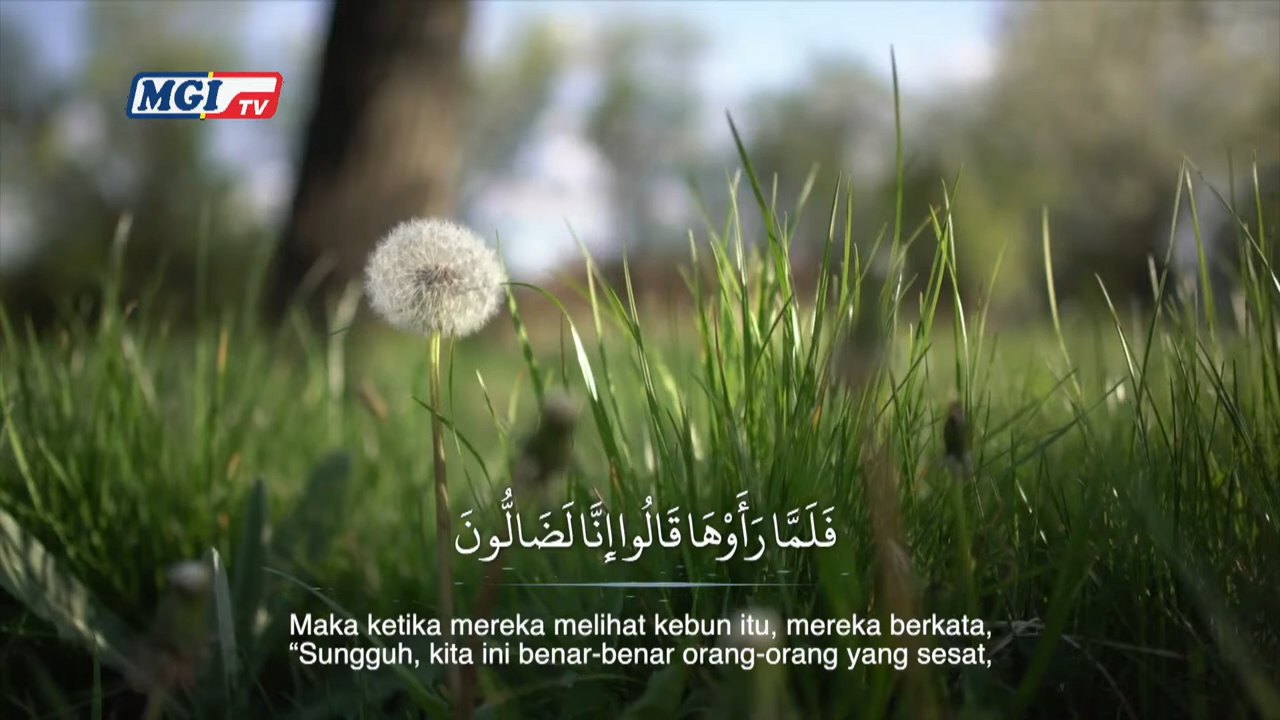 MGI TV
فَلَمَّا رَأَوْهَا قَالُوا إِنَّا لَضَالُّونَ
Maka ketika mereka melihat kebun itu, mereka berkata,
“Sungguh, kita ini benar-benar orang-orang yang sesat,